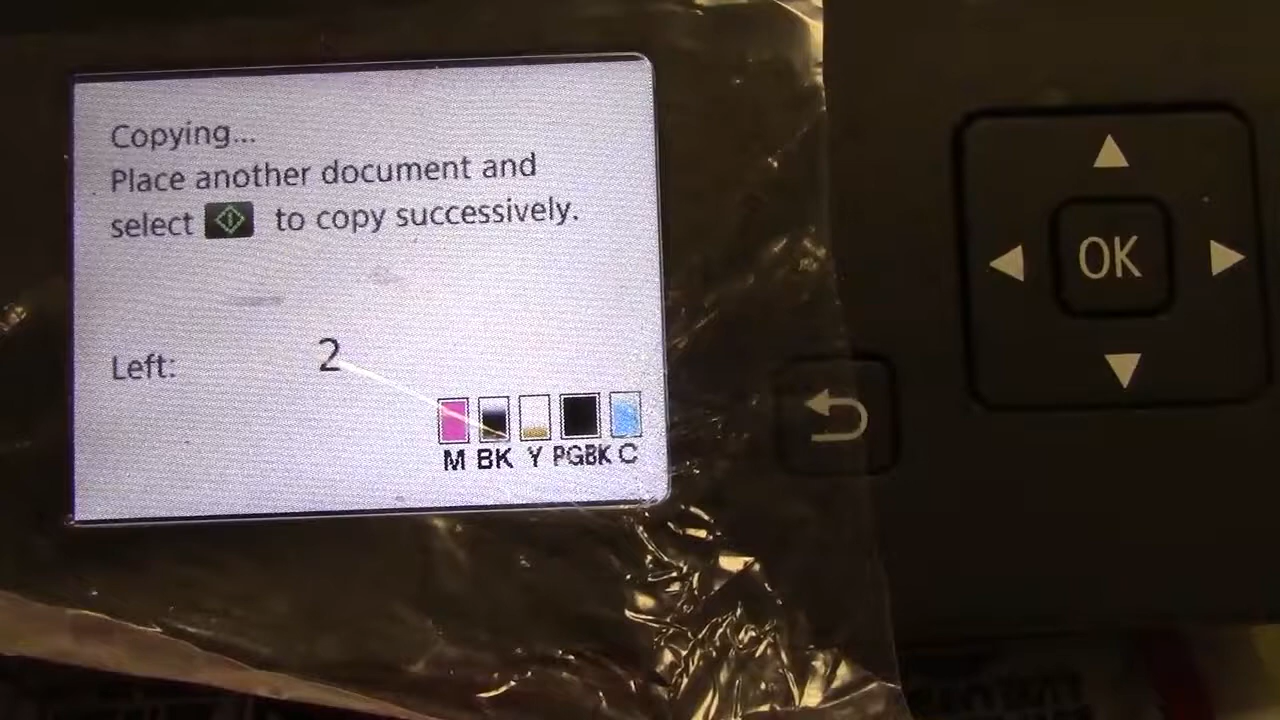 Copying...
Place another document and
select to copy successively.
Left: 2
M BK Y PGBK C
OK